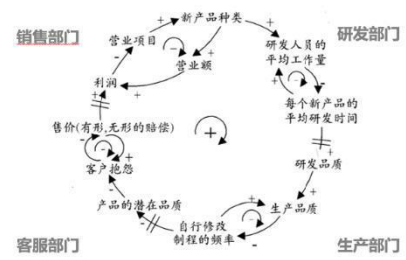 新产品种类
销售部门
研发部门
营业项目
营业额
研发人员的
平均工作量
利润
每个新产品的
平均研发时间
售价(有形,无形的赔偿)
研发品质
客户抱怨
产品的潜在品质
生产品质
自行修改
制程的频率
客服部门
生产部门